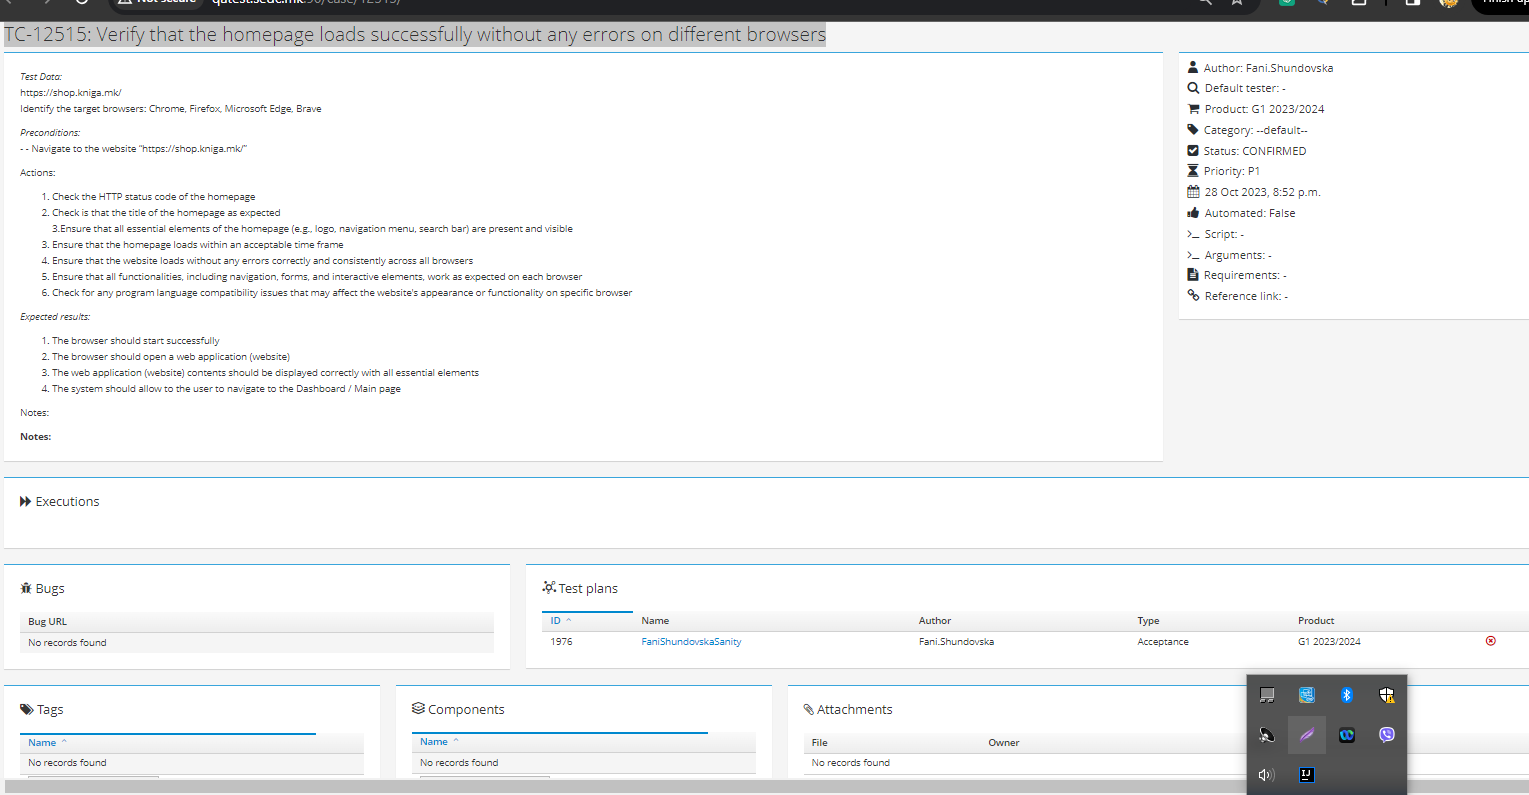 Not secure
qatest.sedc.mk:90/case/12515/
Finish up
TC-12515: Verify that the homepage loads successfully without any errors on different browsers
Test Data:
https://shop.kniga.mk/
Identify the target browsers: Chrome, Firefox, Microsoft Edge, Brave
Preconditions:
- - Navigate to the website "https://shop.kniga.mk/"
Actions:
1. Check the HTTP status code of the homepage
2. Check is that the title of the homepage as expected
3.Ensure that all essential elements of the homepage (e.g., logo, navigation menu, search bar) are present and visible
3. Ensure that the homepage loads within an acceptable time frame
4. Ensure that the website loads without any errors correctly and consistently across all browsers
5. Ensure that all functionalities, including navigation, forms, and interactive elements, work as expected on each browser
6. Check for any program language compatibility issues that may affect the website's appearance or functionality on specific browser
Expected results:
1. The browser should start successfully
2. The browser should open a web application (website)
3. The web application (website) contents should be displayed correctly with all essential elements
4. The system should allow to the user to navigate to the Dashboard / Main page
Notes:
Notes:
Author: Fani.Shundovska
Default tester: -
Product: G1 2023/2024
Category: --default--
Status: CONFIRMED
Priority: P1
28 Oct 2023, 8:52 p.m.
Automated: False
Script: -
Arguments: -
Requirements: -
Reference link: -
Executions
Bugs
Bug URL
No records found
Test plans
ID Name Author Type Product
1976 FaniShundovskaSanity Fani.Shundovska Acceptance G1 2023/2024
Tags
Name
No records found
Components
Name
No records found
Attachments
File Owner
No records found
IJ